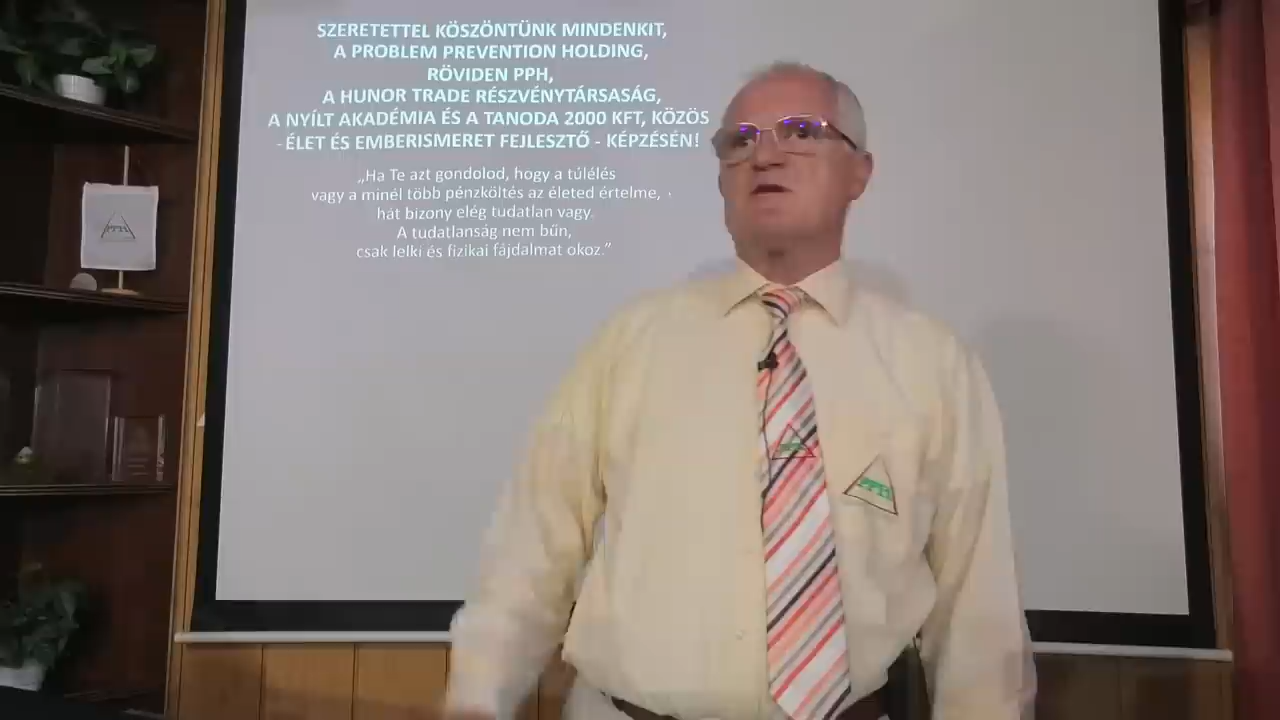 SZERETETTEL KÖSZÖNTÜNK MINDENKIT,
A PROBLEM PREVENTION HOLDING,
RÖVIDEN PPH,
A HUNOR TRADE RÉSZVÉNYTÁRSASÁG,
A NYÍLT AKADÉMIA ÉS A TANODA 2000 KFT, KÖZÖS
- ÉLET ÉS EMBERISMERET FEJLESZTŐ - KÉPZÉSÉN!
„Ha Te azt gondolod, hogy a túlélés
vagy a minél több pénzköltés az életed értelme,
hát bizony elég tudatlan vagy.
A tudatlanság nem bűn,
csak lelki és fizikai fájdalmat okoz."
PPH
PPH